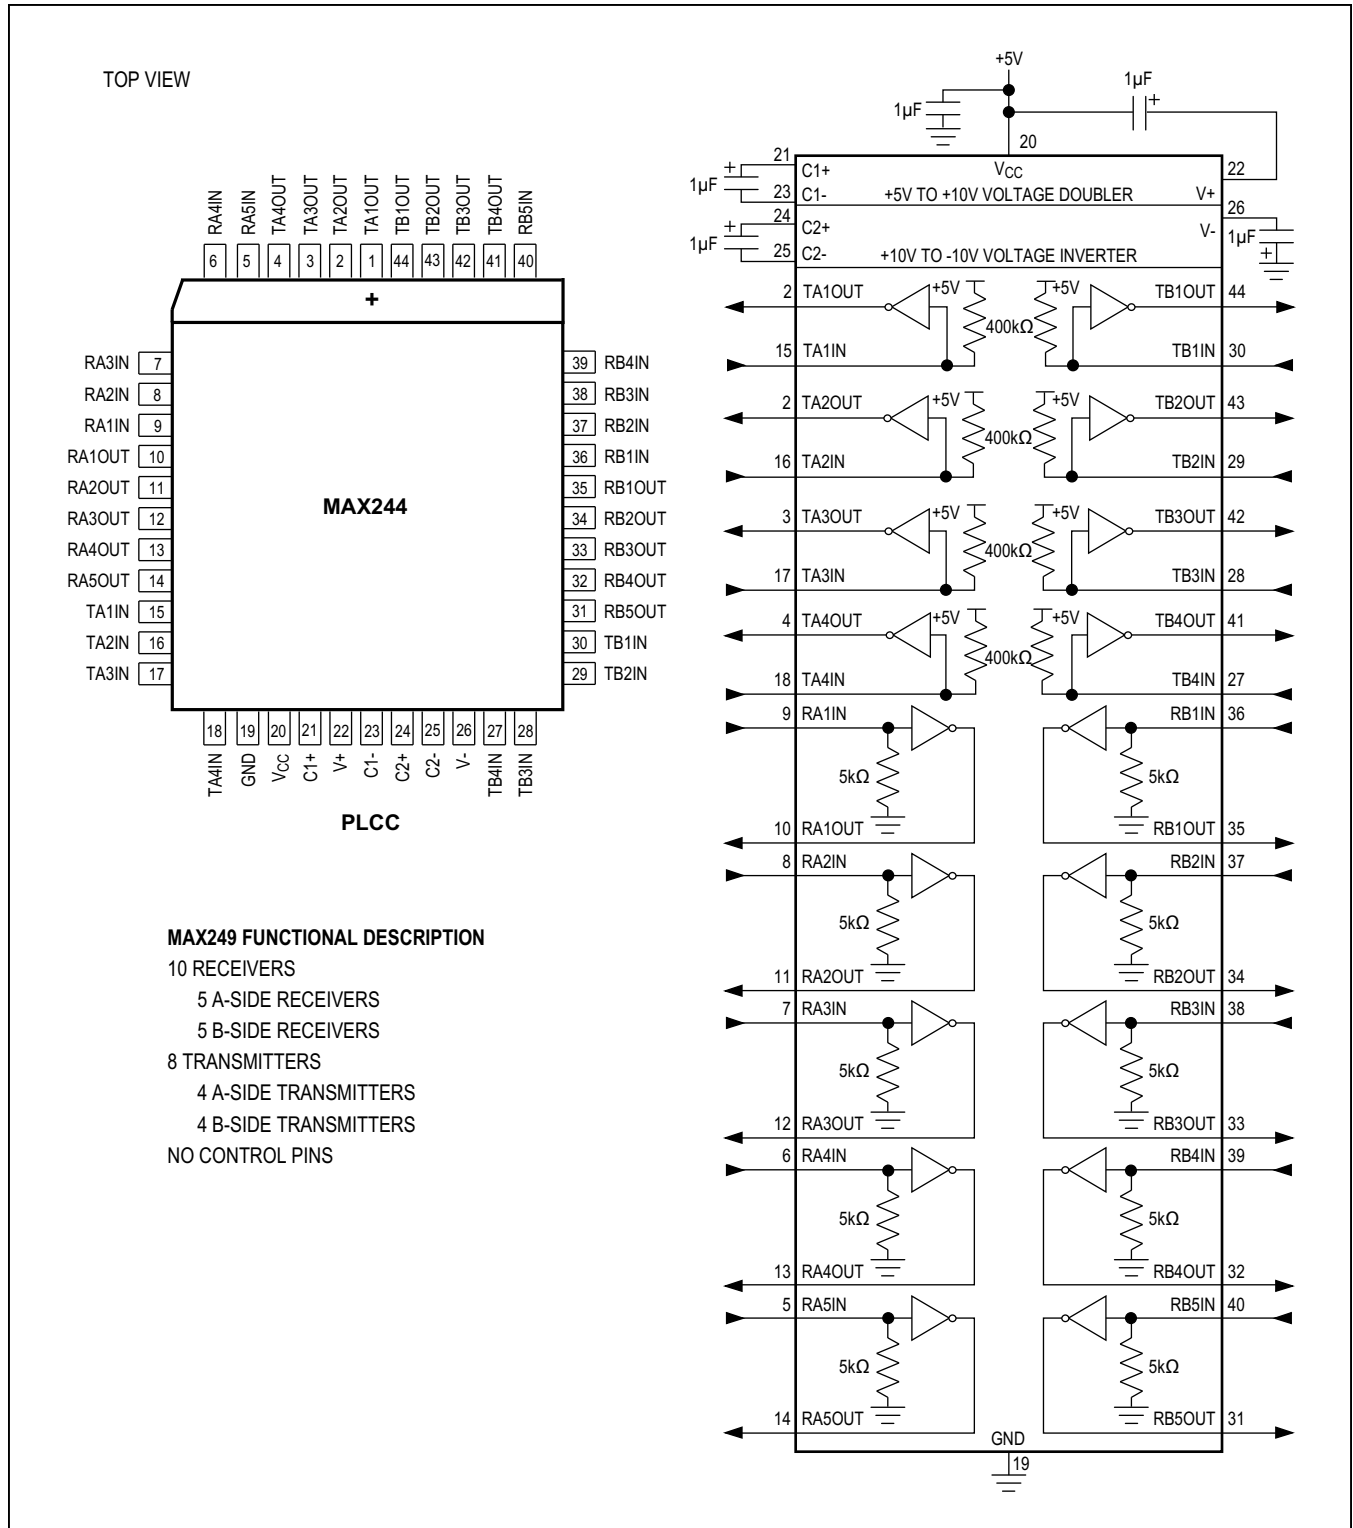 TOP VIEW
RA4IN
RA5IN
TA4OUT
TA3OUT
TA2OUT
TA1OUT
TB1OUT
TB2OUT
TB3OUT
TB4OUT
RB5IN
6 5 4 3 2 1 44 43 42 41 40
+
RA3IN 7
RA2IN 8
RA1IN 9
RA1OUT 10
RA2OUT 11
RA3OUT 12
RA4OUT 13
RA5OUT 14
TA1IN 15
TA2IN 16
TA3IN 17
MAX244
39 RB4IN
38 RB3IN
37 RB2IN
36 RB1IN
35 RB1OUT
34 RB2OUT
33 RB3OUT
32 RB4OUT
31 RB5OUT
30 TB1IN
29 TB2IN
18 19 20 21 22 23 24 25 26 27 28
TA4IN
GND
VCC
C1+
V+
C1-
C2+
C2-
V-
TB4IN
TB3IN
PLCC
MAX249 FUNCTIONAL DESCRIPTION
10 RECEIVERS
5 A-SIDE RECEIVERS
5 B-SIDE RECEIVERS
8 TRANSMITTERS
4 A-SIDE TRANSMITTERS
4 B-SIDE TRANSMITTERS
NO CONTROL PINS
+5V
1µF
1µF +
20
21 C1+ VCC 22
+ 1µF
23 C1- +5V TO +10V VOLTAGE DOUBLER V+
24 C2+ 26
+ 1µF V- 1µF +
25 C2- +10V TO -10V VOLTAGE INVERTER
2 TA1OUT +5V +5V TB1OUT 44
400kΩ
15 TA1IN TB1IN 30
2 TA2OUT +5V +5V TB2OUT 43
400kΩ
16 TA2IN TB2IN 29
3 TA3OUT +5V +5V TB3OUT 42
400kΩ
17 TA3IN TB3IN 28
4 TA4OUT +5V +5V TB4OUT 41
400kΩ
18 TA4IN TB4IN 27
9 RA1IN RB1IN 36
5kΩ 5kΩ
10 RA1OUT RB1OUT 35
8 RA2IN RB2IN 37
5kΩ 5kΩ
11 RA2OUT RB2OUT 34
7 RA3IN RB3IN 38
5kΩ 5kΩ
12 RA3OUT RB3OUT 33
6 RA4IN RB4IN 39
5kΩ 5kΩ
13 RA4OUT RB4OUT 32
5 RA5IN RB5IN 40
5kΩ 5kΩ
14 RA5OUT RB5OUT 31
GND
19